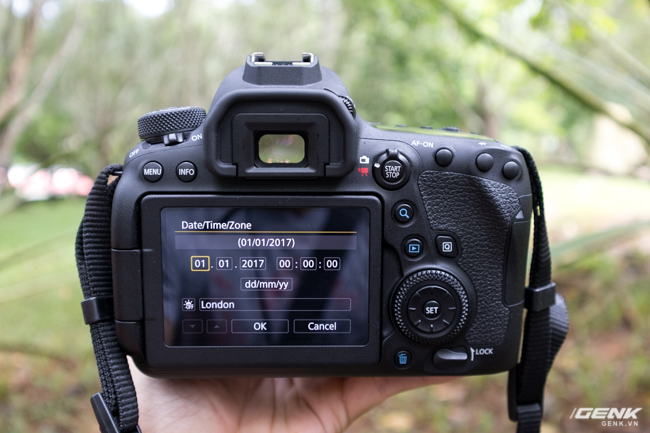 OFF ON
MENU INFO
AF-ON
START
STOP
Date/Time/Zone
(01/01/2017)
01 . 01 . 2017 00 : 00 : 00
dd/mm/yy
London
OK Cancel
Q
SET
LOCK
GENK
GENK.VN